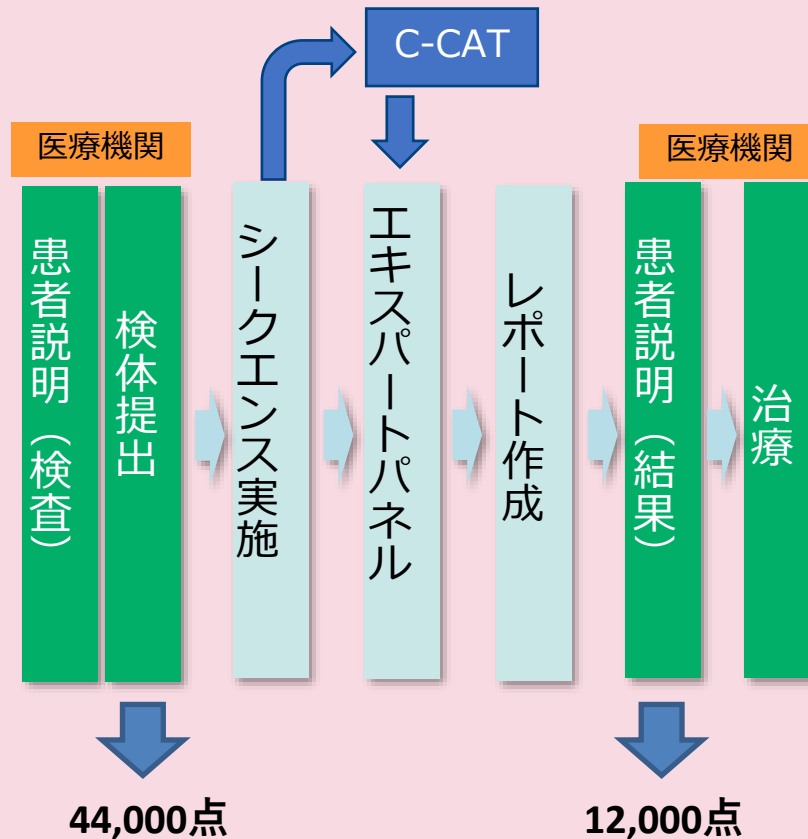 C-CAT
医療機関
医療機関
患者説明（検査）
検体提出
シークエンス実施
エキスパートパネル
レポート作成
患者説明（結果）
治療
44,000点
12,000点